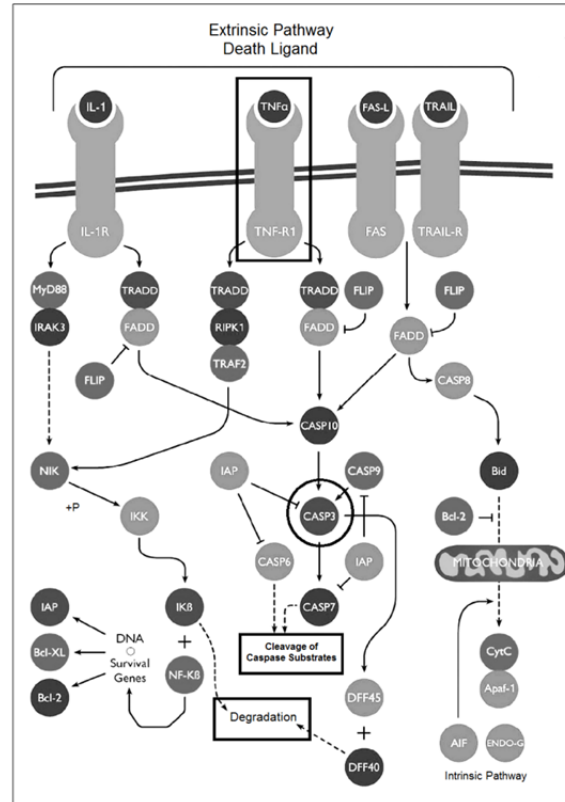 Extrinsic Pathway
Death Ligand
IL-1
TNFα
FAS-L
TRAIL
IL-1R
TNF-R1
FAS
TRAIL-R
MyD88
TRADD
TRADD
TRADD
FLIP
FLIP
IRAK3
FADD
RIPK1
FADD
FADD
TRAF2
FLIP
CASP8
CASP10
NIK
IAP
CASP9
Bid
+P
IKK
CASP3
Bcl-2
CASP6
IAP
MITOCHONDRIA
IAP
IKß
CASP7
DNA
Survival
Genes
+
Bcl-XL
NF-Kß
Cleavage of
Caspase Substrates
CytC
Apaf-1
Bcl-2
DFF45
Degradation
+
AIF
ENDO-G
DFF40
Intrinsic Pathway